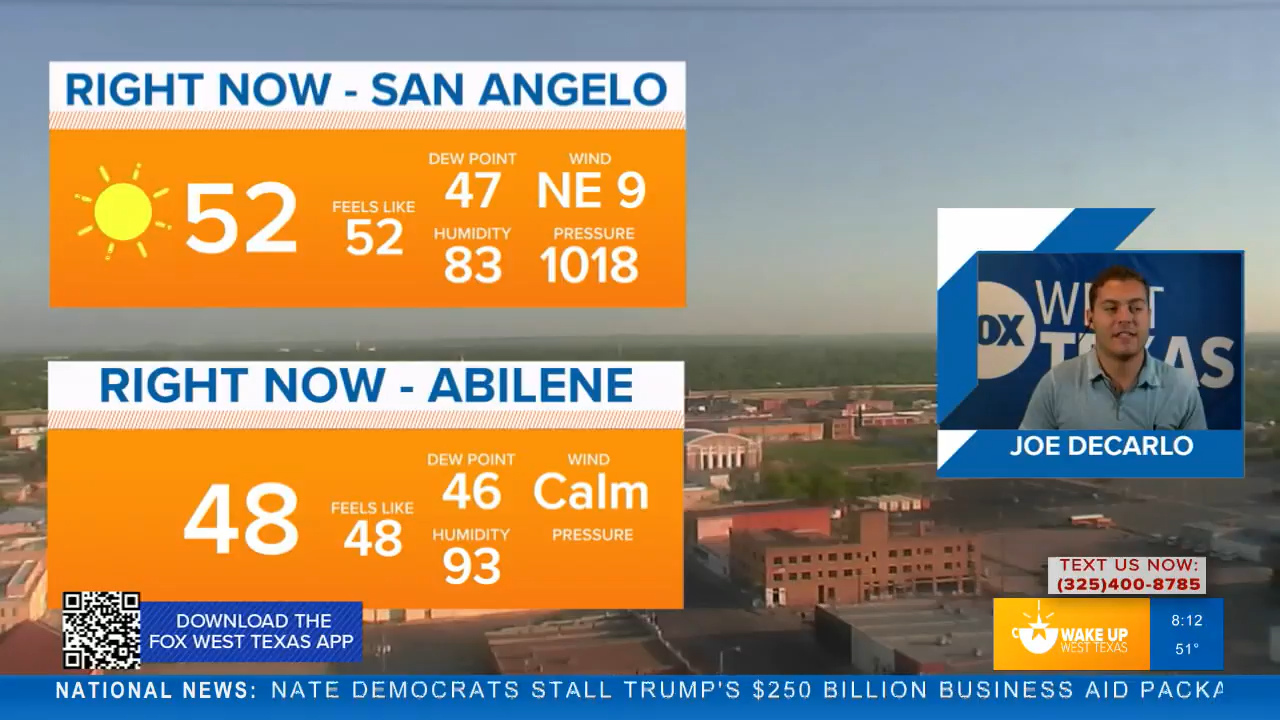 RIGHT NOW - SAN ANGELO
52
FEELS LIKE
52
DEW POINT
47
WIND
NE 9
HUMIDITY
83
PRESSURE
1018
RIGHT NOW - ABILENE
48
FEELS LIKE
48
DEW POINT
46
WIND
Calm
HUMIDITY
93
PRESSURE
OX
TEXAS
JOE DECARLO
TEXT US NOW:
(325)400-8785
WAKE UP
WEST TEXAS
8:12
51°
DOWNLOAD THE
FOX WEST TEXAS APP
NATIONAL NEWS: NATE DEMOCRATS STALL TRUMP'S $250 BILLION BUSINESS AID PACKA